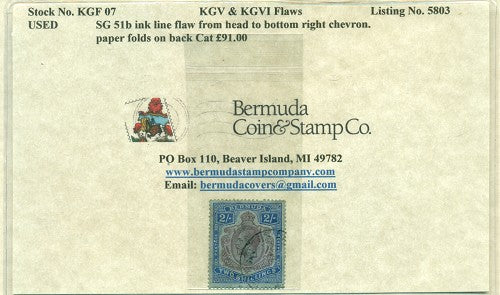 Stock No. KGF 07 KGV & KGVI Flaws Listing No. 5803
USED SG 51b ink line flaw from head to bottom right chevron.
paper folds on back Cat £91.00
Bermuda
Coin&Stamp Co.
PO Box 110, Beaver Island, MI 49782
www.bermudastampcompany.com
Email: bermudacovers@gmail.com
BERMUDA
2/- 2/-
TWO SHILLINGS